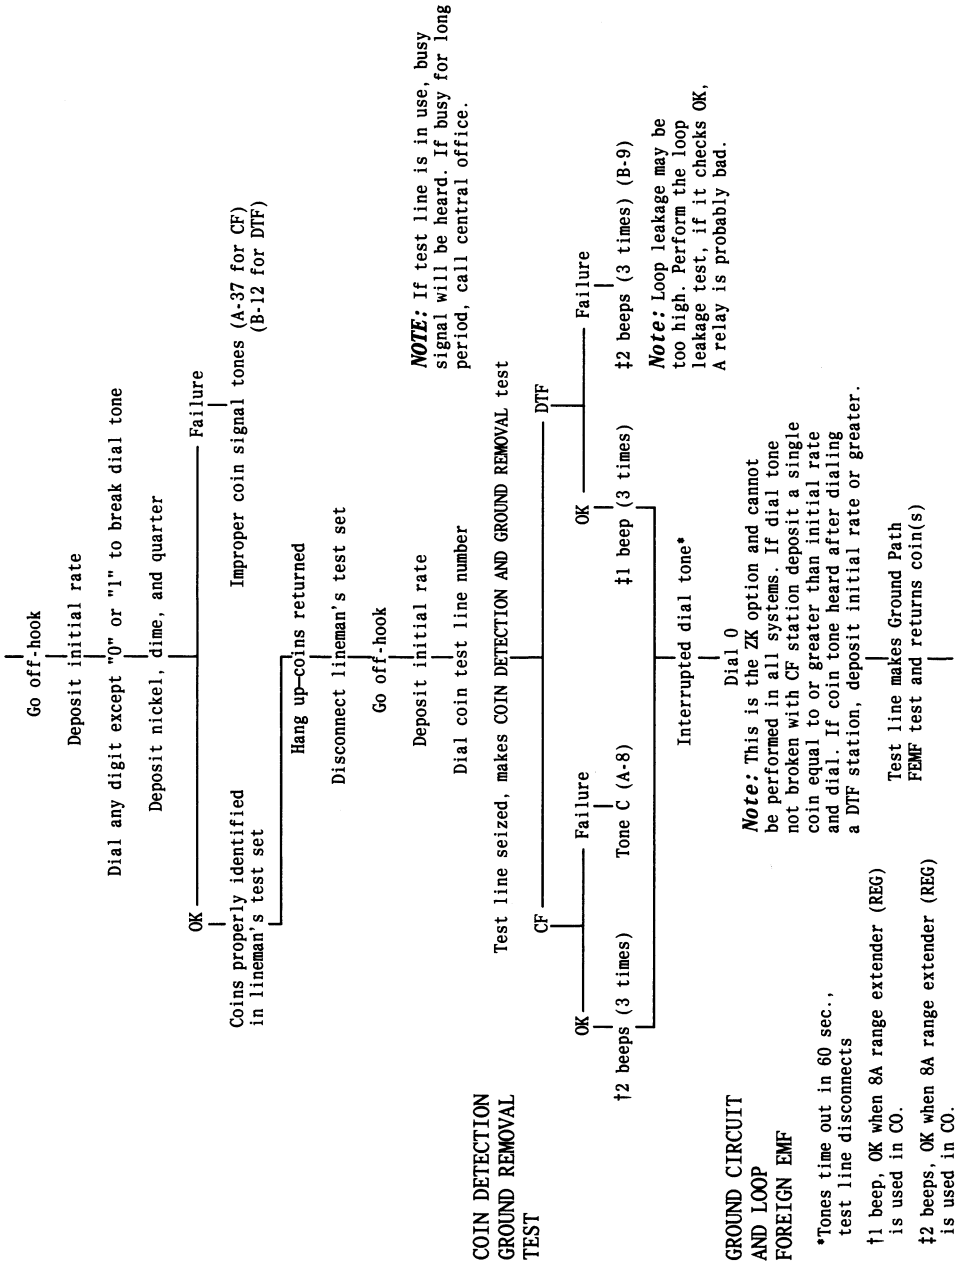 Go off-hook
Deposit initial rate
Dial any digit except "0" or "1" to break dial tone
Deposit nickel, dime, and quarter
OK
Failure
Coins properly identified
in lineman's test set
Improper coin signal tones (A-37 for CF)
(B-12 for DTF)
Hang up—coins returned
Disconnect lineman's test set
Go off-hook
Deposit initial rate
Dial coin test line number
NOTE: If test line is in use, busy
signal will be heard. If busy for long
period, call central office.
COIN DETECTION
GROUND REMOVAL
TEST
Test line seized, makes COIN DETECTION AND GROUND REMOVAL test
CF
DTF
OK
Failure
OK
Failure
†2 beeps (3 times)
Tone C (A-8)
‡1 beep (3 times)
‡2 beeps (3 times) (B-9)
Note: Loop leakage may be
too high. Perform the loop
leakage test, if it checks OK,
A relay is probably bad.
Interrupted dial tone*
GROUND CIRCUIT
AND LOOP
FOREIGN EMF
Dial 0
Note: This is the ZK option and cannot
be performed in all systems. If dial tone
not broken with CF station deposit a single
coin equal to or greater than initial rate
and dial. If coin tone heard after dialing
a DTF station, deposit initial rate or greater.
Test line makes Ground Path
FEMF test and returns coin(s)
*Tones time out in 60 sec.,
test line disconnects
†1 beep, OK when 8A range extender (REG)
is used in CO.
‡2 beeps, OK when 8A range extender (REG)
is used in CO.